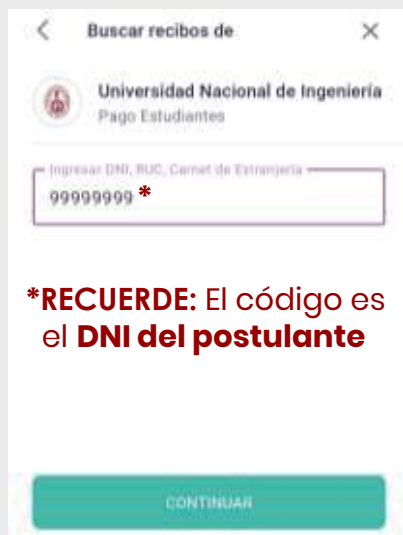 Buscar recibos de
Universidad Nacional de Ingeniería
Pago Estudiantes
Ingresar DNI, RUC, Carnet de Extranjería
99999999 *
*RECUERDE: El código es
el DNI del postulante
CONTINUAR